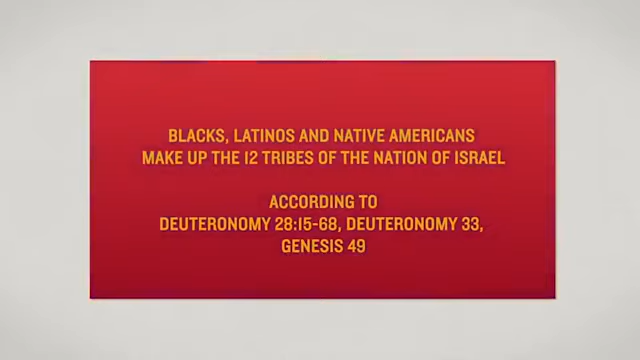 BLACKS, LATINOS AND NATIVE AMERICANS
MAKE UP THE 12 TRIBES OF THE NATION OF ISRAEL
ACCORDING TO
DEUTERONOMY 28:15-68, DEUTERONOMY 33,
GENESIS 49